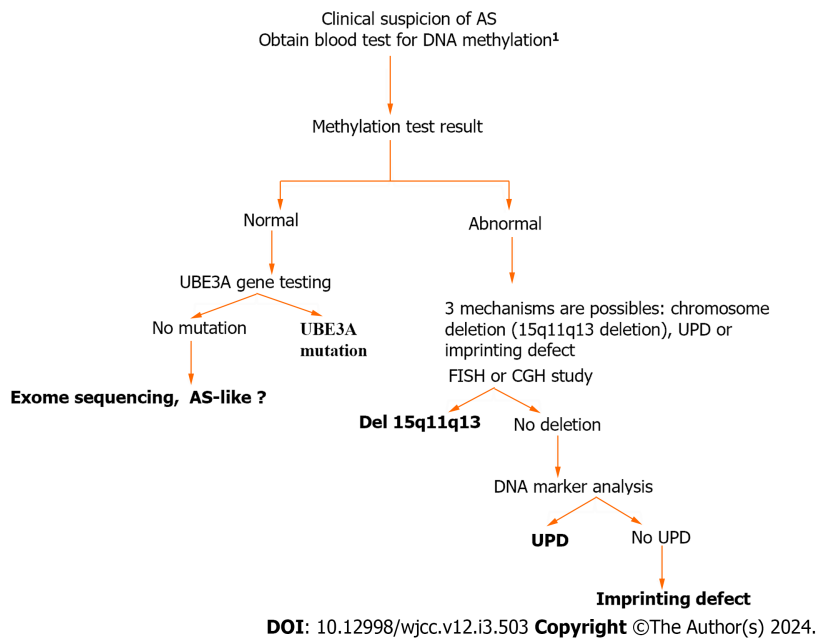 Clinical suspicion of AS
Obtain blood test for DNA methylation¹
Methylation test result
Normal
Abnormal
UBE3A gene testing
3 mechanisms are possibles: chromosome
deletion (15q11q13 deletion), UPD or
imprinting defect
No mutation
UBE3A
mutation
FISH or CGH study
Exome sequencing, AS-like ?
Del 15q11q13
No deletion
DNA marker analysis
UPD
No UPD
Imprinting defect
DOI: 10.12998/wjcc.v12.i3.503 Copyright ©The Author(s) 2024.